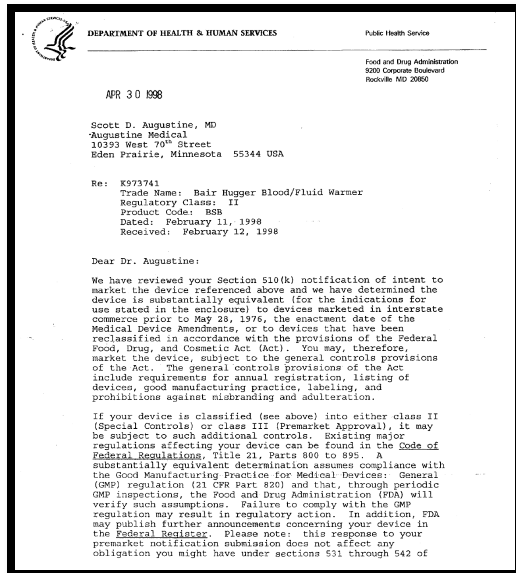 DEPARTMENT OF HEALTH & HUMAN SERVICES
Public Health Service
Food and Drug Administration
9200 Corporate Boulevard
Rockville MD 20850
APR 30 1998
Scott D. Augustine, MD
Augustine Medical
10393 West 70th Street
Eden Prairie, Minnesota 55344 USA
Re: K973741
Trade Name: Bair Hugger Blood/Fluid Warmer
Regulatory Class: II
Product Code: BSB
Dated: February 11, 1998
Received: February 12, 1998
Dear Dr. Augustine:
We have reviewed your Section 510(k) notification of intent to
market the device referenced above and we have determined the
device is substantially equivalent (for the indications for
use stated in the enclosure) to devices marketed in interstate
commerce prior to May 28, 1976, the enactment date of the
Medical Device Amendments, or to devices that have been
reclassified in accordance with the provisions of the Federal
Food, Drug, and Cosmetic Act (Act). You may, therefore,
market the device, subject to the general controls provisions
of the Act. The general controls provisions of the Act
include requirements for annual registration, listing of
devices, good manufacturing practice, labeling, and
prohibitions against misbranding and adulteration.
If your device is classified (see above) into either class II
(Special Controls) or class III (Premarket Approval), it may
be subject to such additional controls. Existing major
regulations affecting your device can be found in the Code of
Federal Regulations, Title 21, Parts 800 to 895. A
substantially equivalent determination assumes compliance with
the Good Manufacturing Practice for Medical Devices: General
(GMP) regulation (21 CFR Part 820) and that, through periodic
GMP inspections, the Food and Drug Administration (FDA) will
verify such assumptions. Failure to comply with the GMP
regulation may result in regulatory action. In addition, FDA
may publish further announcements concerning your device in
the Federal Register. Please note: this response to your
premarket notification submission does not affect any
obligation you might have under sections 531 through 542 of